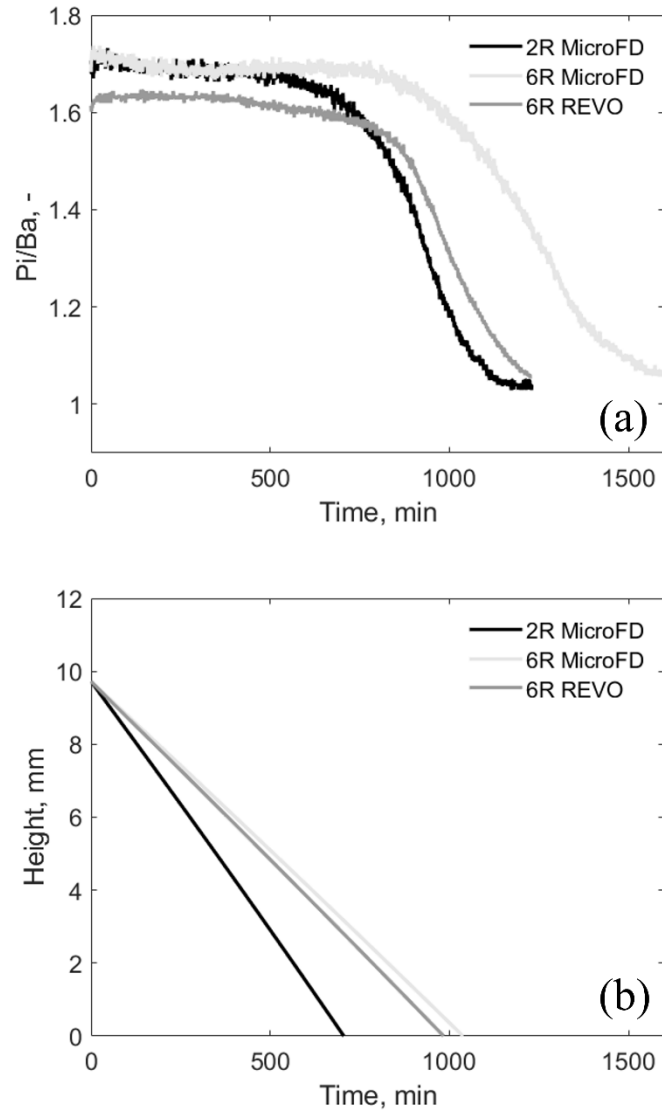 1.8
1.6
1.4
1.2
1
Pi/Ba, -
2R MicroFD
6R MicroFD
6R REVO
(a)
0 500 1000 1500
Time, min
12
10
8
6
4
2
0
Height, mm
2R MicroFD
6R MicroFD
6R REVO
(b)
0 500 1000 1500
Time, min